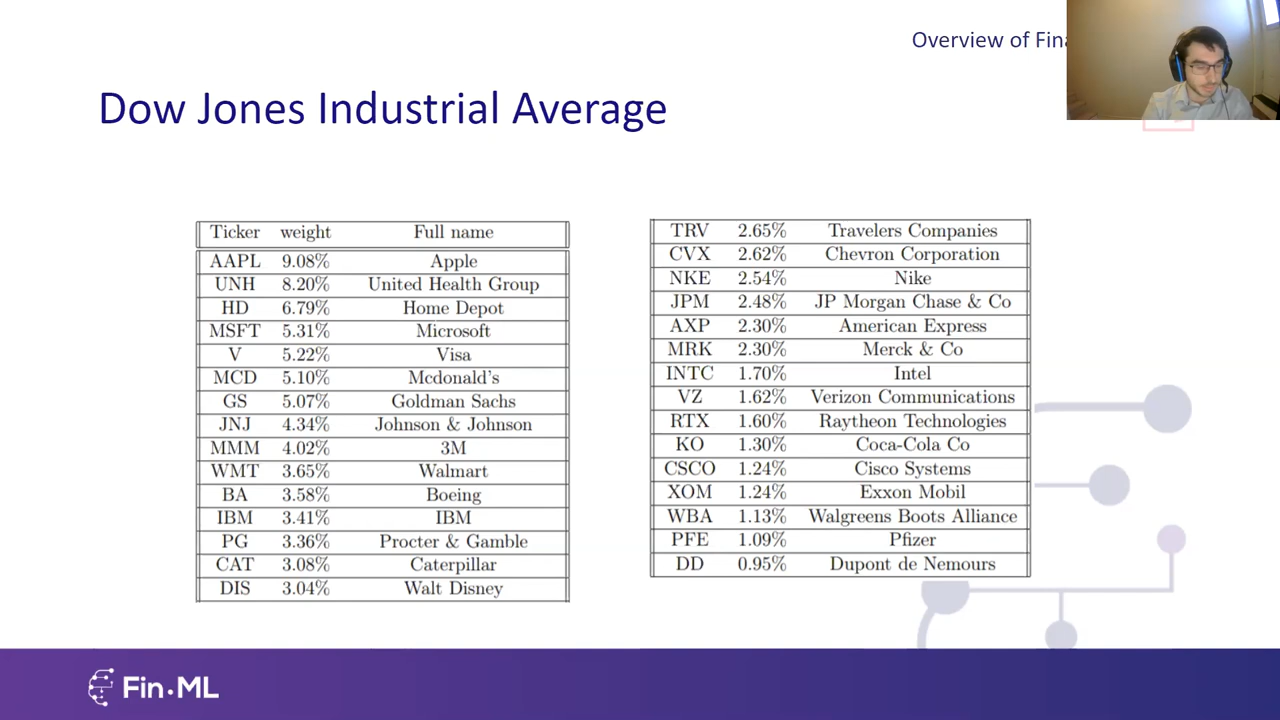 Overview of
Dow Jones Industrial Average
Ticker weight Full name
AAPL 9.08% Apple
UNH 8.20% United Health Group
HD 6.79% Home Depot
MSFT 5.31% Microsoft
V 5.22% Visa
MCD 5.10% Mcdonald's
GS 5.07% Goldman Sachs
JNJ 4.34% Johnson & Johnson
MMM 4.02% 3M
WMT 3.65% Walmart
BA 3.58% Boeing
IBM 3.41% IBM
PG 3.36% Procter & Gamble
CAT 3.08% Caterpillar
DIS 3.04% Walt Disney
TRV 2.65% Travelers Companies
CVX 2.62% Chevron Corporation
NKE 2.54% Nike
JPM 2.48% JP Morgan Chase & Co
AXP 2.30% American Express
MRK 2.30% Merck & Co
INTC 1.70% Intel
VZ 1.62% Verizon Communications
RTX 1.60% Raytheon Technologies
KO 1.30% Coca-Cola Co
CSCO 1.24% Cisco Systems
XOM 1.24% Exxon Mobil
WBA 1.13% Walgreens Boots Alliance
PFE 1.09% Pfizer
DD 0.95% Dupont de Nemours
Fin.ML